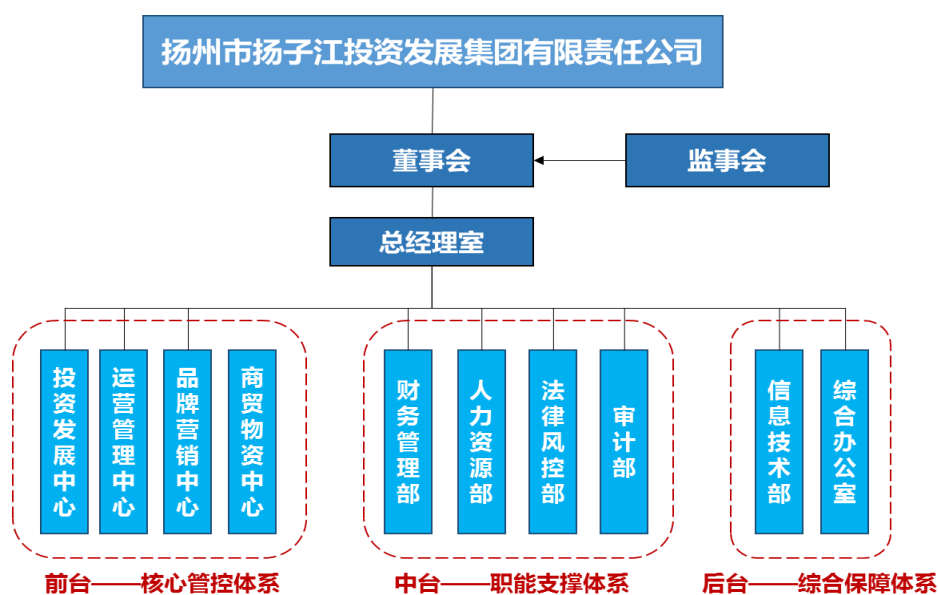 扬州市扬子江投资发展集团有限责任公司
董事会
监事会
总经理室
投资发展中心
运营管理中心
品牌营销中心
商贸物资中心
财务管理部
人力资源部
法律风控部
审计部
信息技术部
综合办公室
前台——核心管控体系
中台——职能支撑体系
后台——综合保障体系